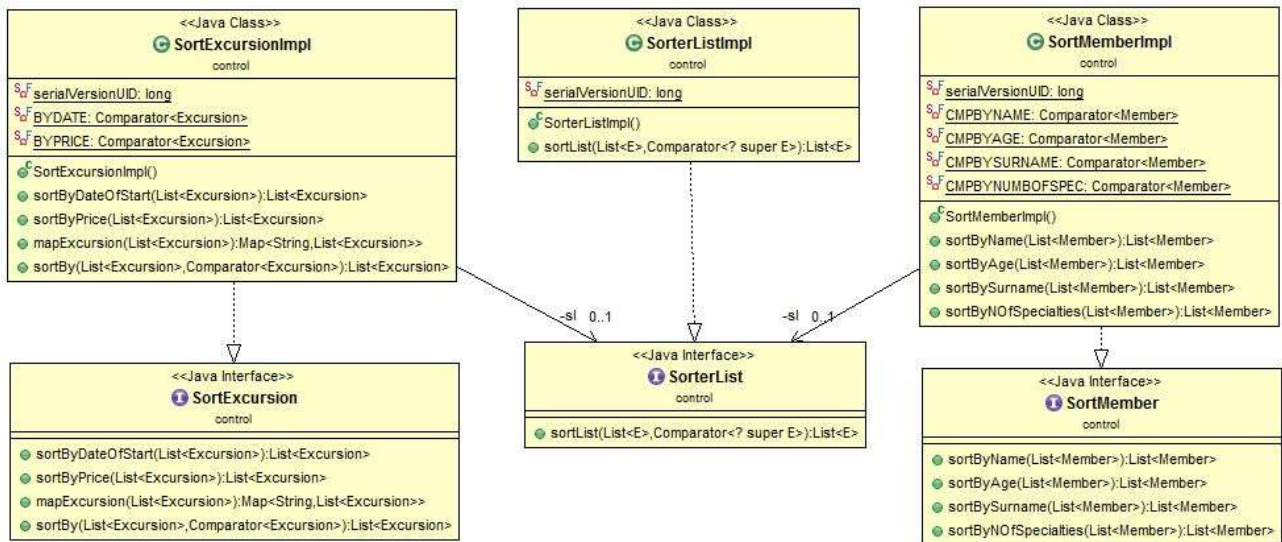 <<Java Class>>
C SortExcursionImpl
control
S F serialVersionUID: long
S F BYDATE: Comparator<Excursion>
S F BYPRICE: Comparator<Excursion>
C SortExcursionImpl()
sortByDateOfStart(List<Excursion>):List<Excursion>
sortByPrice(List<Excursion>):List<Excursion>
mapExcursion(List<Excursion>):Map<String,List<Excursion>>
sortBy(List<Excursion>,Comparator<Excursion>):List<Excursion>
<<Java Class>>
C SorterListImpl
control
S F serialVersionUID: long
C SorterListImpl()
sortList(List<E>,Comparator<? super E>):List<E>
<<Java Class>>
C SortMemberImpl
control
S F serialVersionUID: long
S F CMPBYNAME: Comparator<Member>
S F CMPBYAGE: Comparator<Member>
S F CMPBYSURNAME: Comparator<Member>
S F CMPBYNUMBOFSPEC: Comparator<Member>
C SortMemberImpl()
sortByName(List<Member>):List<Member>
sortByAge(List<Member>):List<Member>
sortBySurname(List<Member>):List<Member>
sortByNOfSpecialties(List<Member>):List<Member>
-sl 0..1
-sl 0..1
<<Java Interface>>
I SortExcursion
control
sortByDateOfStart(List<Excursion>):List<Excursion>
sortByPrice(List<Excursion>):List<Excursion>
mapExcursion(List<Excursion>):Map<String,List<Excursion>>
sortBy(List<Excursion>,Comparator<Excursion>):List<Excursion>
<<Java Interface>>
I SorterList
control
sortList(List<E>,Comparator<? super E>):List<E>
<<Java Interface>>
I SortMember
control
sortByName(List<Member>):List<Member>
sortByAge(List<Member>):List<Member>
sortBySurname(List<Member>):List<Member>
sortByNOfSpecialties(List<Member>):List<Member>